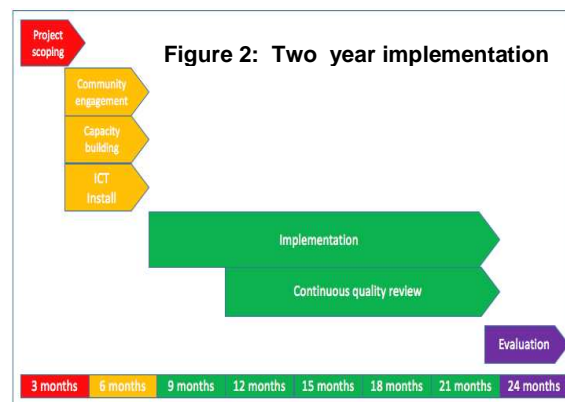 Project
scoping
Figure 2: Two year implementation
Community
engagement
Capacity
building
ICT
Install
Implementation
Continuous quality review
Evaluation
3 months 6 months 9 months 12 months 15 months 18 months 21 months 24 months